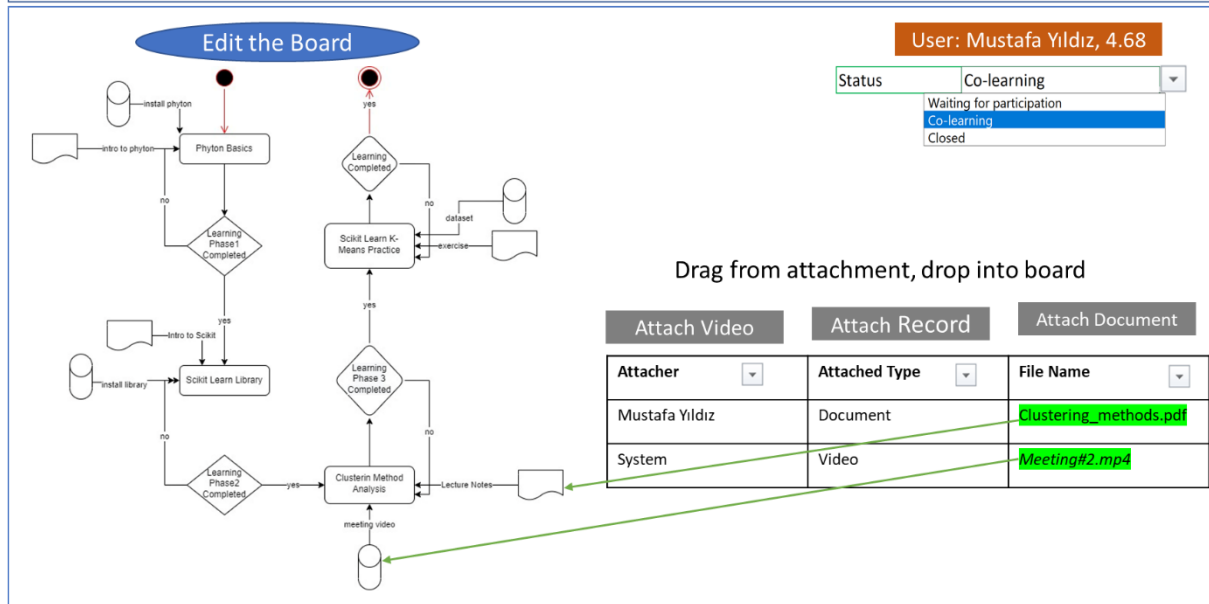 Edit the Board
User: Mustafa Yıldız, 4.68
Status
Co-learning
Waiting for participation
Co-learning
Closed
install phyton
intro to phyton
Phyton Basics
no
Learning
Phase1
Completed
yes
Intro to Scikit
install library
Scikit Learn Library
no
Learning
Phase2
Completed
yes
yes
Learning
Completed
no
dataset
exercise
Scikit Learn K-
Means Practice
yes
Learning
Phase 3
Completed
no
Clusterin Method
Analysis
Lecture Notes
meeting video
Drag from attachment, drop into board
Attach Video
Attach Record
Attach Document
Attacher
Attached Type
File Name
Mustafa Yıldız
Document
Clustering_methods.pdf
System
Video
Meeting#2.mp4